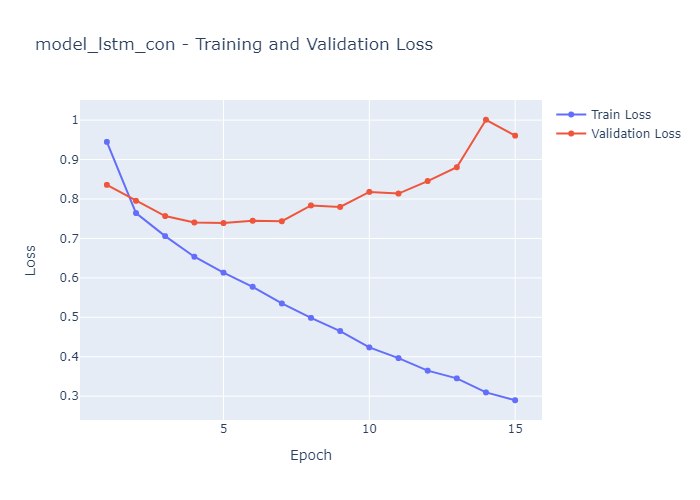 model_lstm_con - Training and Validation Loss
Train Loss
Validation Loss
1
0.9
0.8
0.7
0.6
0.5
0.4
0.3
Loss
5
10
15
Epoch